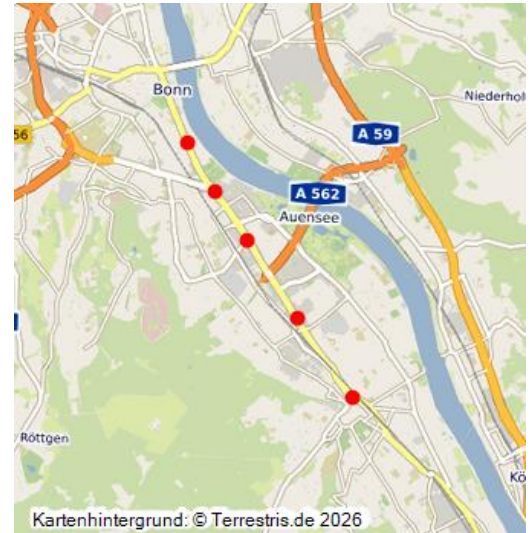 Bonn
Niederhol
56
A 59
A 562
Auensee
Röttgen
Kö
Kartenhintergrund: © Terrestris.de 2026